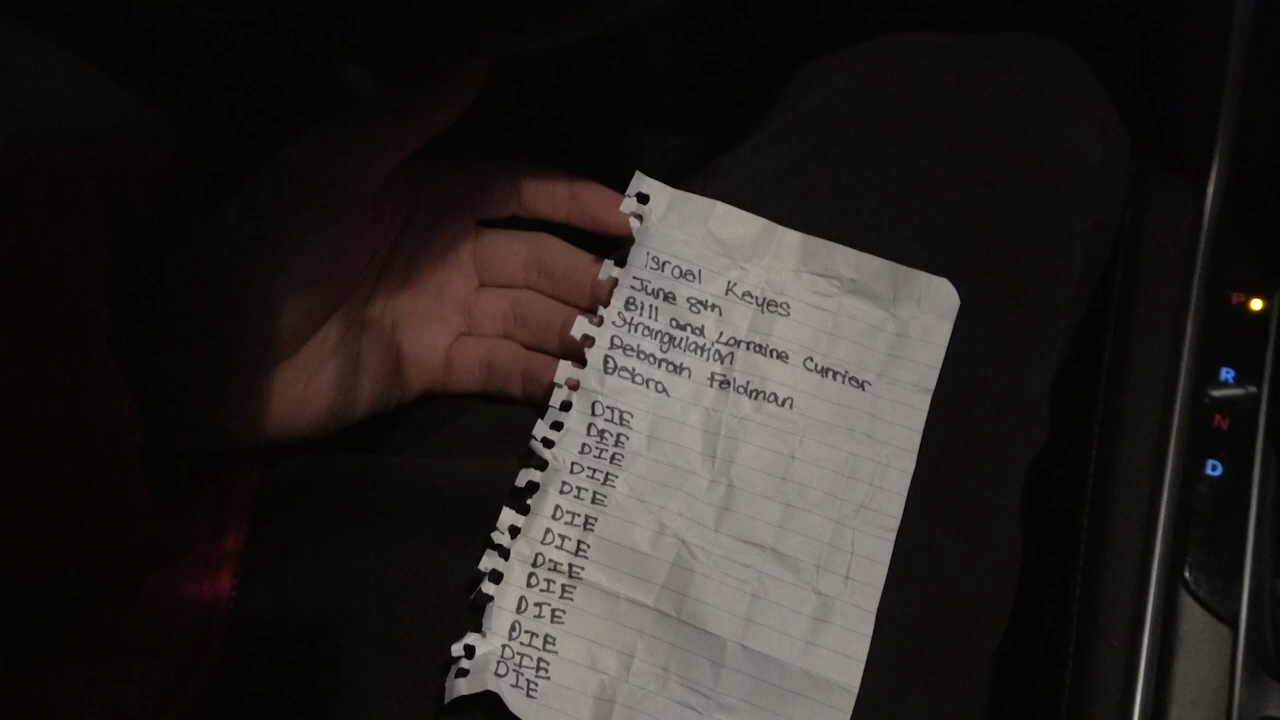 Israel Keyes
June 8th
Bill and Lorraine Currier
Strangulation
Deborah Feldman
Debra
DIE
DEE
DIE
DIE
DIE
DIE
DIE
DIE
DIE
DIE
DIE
DIE
DIE
P
R
N
D